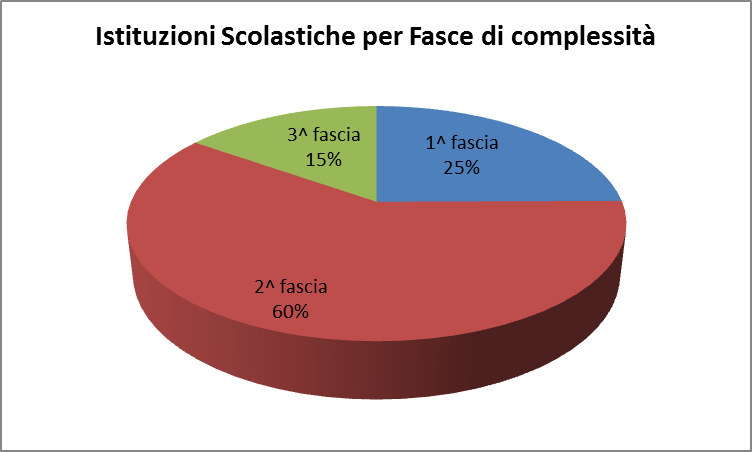 Istituzioni Scolastiche per Fasce di complessità
3^ fascia
15%
1^ fascia
25%
2^ fascia
60%